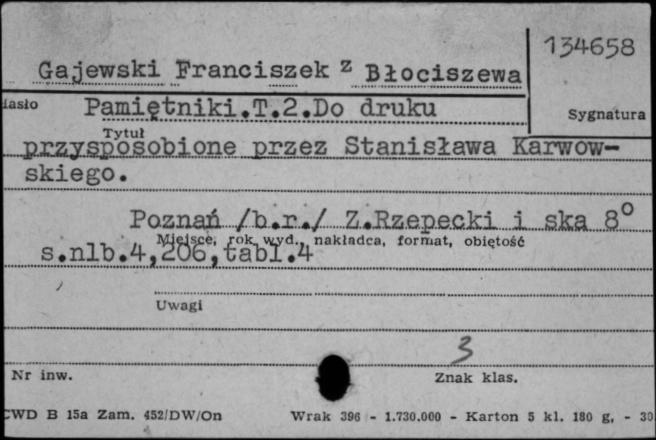 134658
Gajewski Franciszek z Błociszewa
iasło
Pamiętniki.T.2.Do druku
Sygnatura
Tytuł
przysposobione przez Stanisława Karwow-
skiego.
Poznań /b.r./ Z.Rzepecki i ska 8°
Miejsce, rok wyd., nakładca, format, objętość
s.nlb.4,206,tabl.4
Uwagi
3
Nr inw.
Znak klas.
CWD B 15a Zam. 452/DW/On Wrak 396 - 1.730.000 - Karton 5 kl. 180 g, - 30